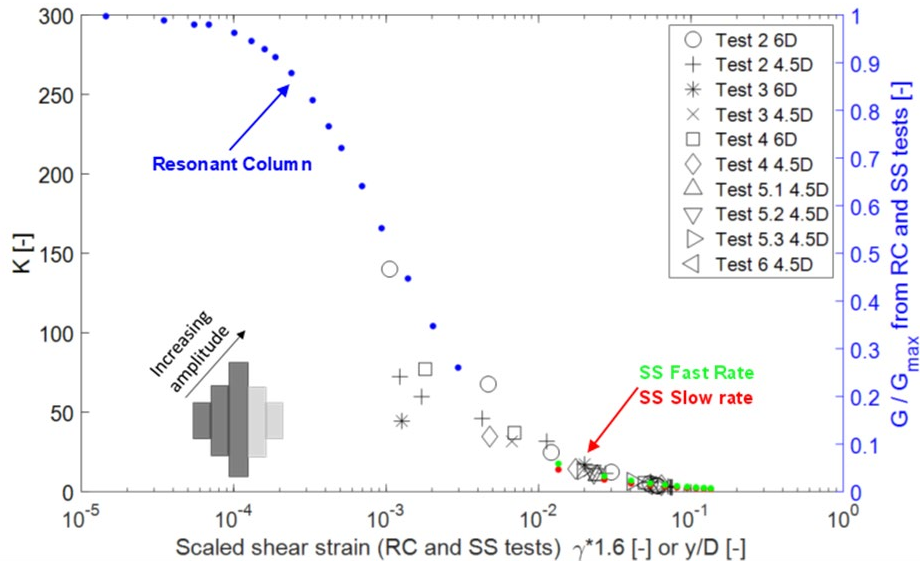 300
250
200
150
100
50
0
K [-]
1
0.9
0.8
0.7
0.6
0.5
0.4
0.3
0.2
0.1
0
G / Gmax from RC and SS tests [-]
Test 2 6D
Test 2 4.5D
Test 3 6D
Test 3 4.5D
Test 4 6D
Test 4 4.5D
Test 5.1 4.5D
Test 5.2 4.5D
Test 5.3 4.5D
Test 6 4.5D
Resonant Column
Increasing
amplitude
SS Fast Rate
SS Slow rate
10^-5 10^-4 10^-3 10^-2 10^-1 10^0
Scaled shear strain (RC and SS tests) γ*1.6 [-] or y/D [-]